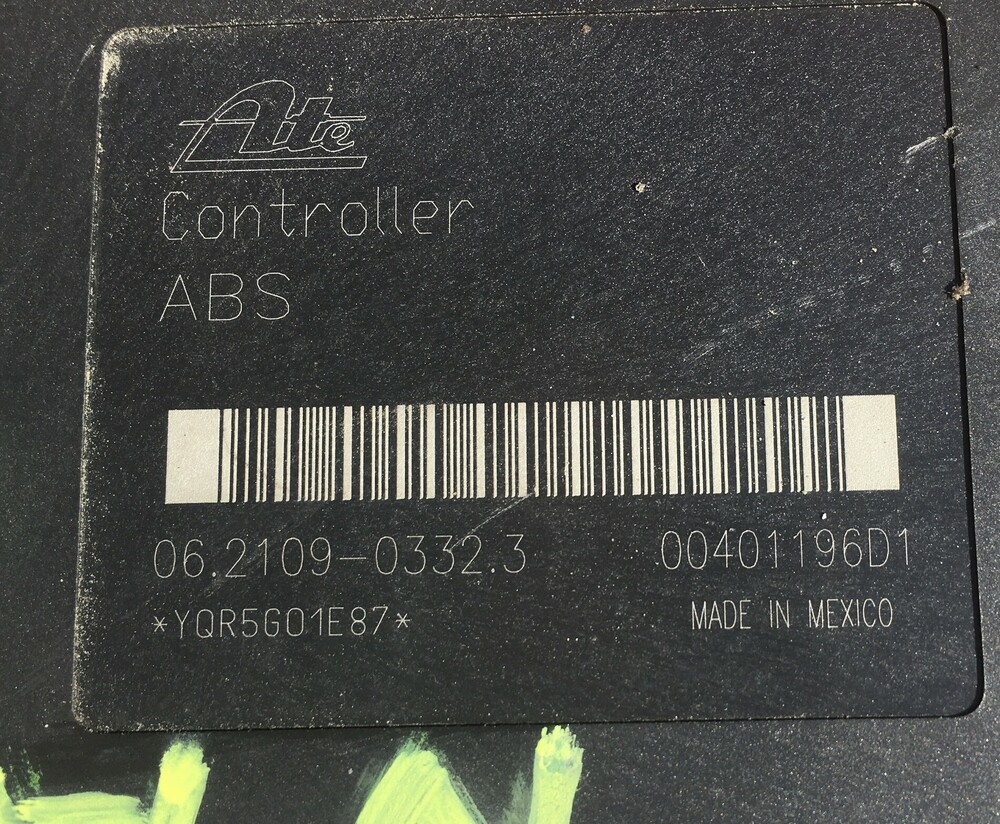 Ate
Controller
ABS
06.2109-0332.3 00401196D1
*YQR5G01E87* MADE IN MEXICO